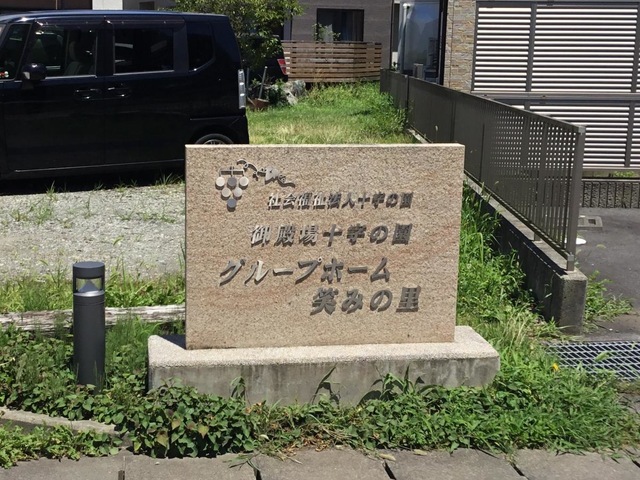 社会福祉法人十字の園
御殿場十字の園
グループホーム
笑みの里